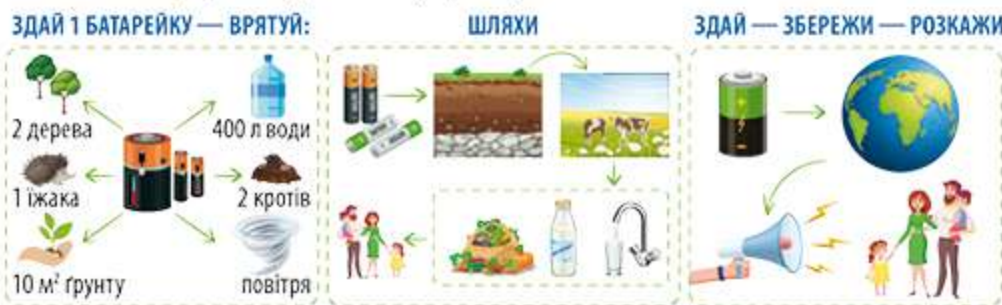 ЗДАЙ 1 БАТАРЕЙКУ — ВРЯТУЙ:
2 дерева
400 л води
1 їжака
2 кротів
10 м² ґрунту
повітря
ШЛЯХИ
ЗДАЙ — ЗБЕРЕЖИ — РОЗКАЖИ